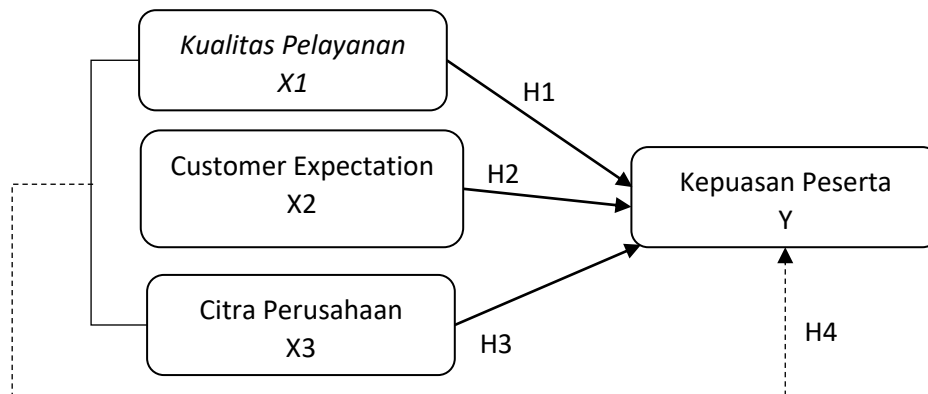 Kualitas Pelayanan
X1
H1
Customer Expectation
X2
H2
Kepuasan Peserta
Y
Citra Perusahaan
X3
H3
H4